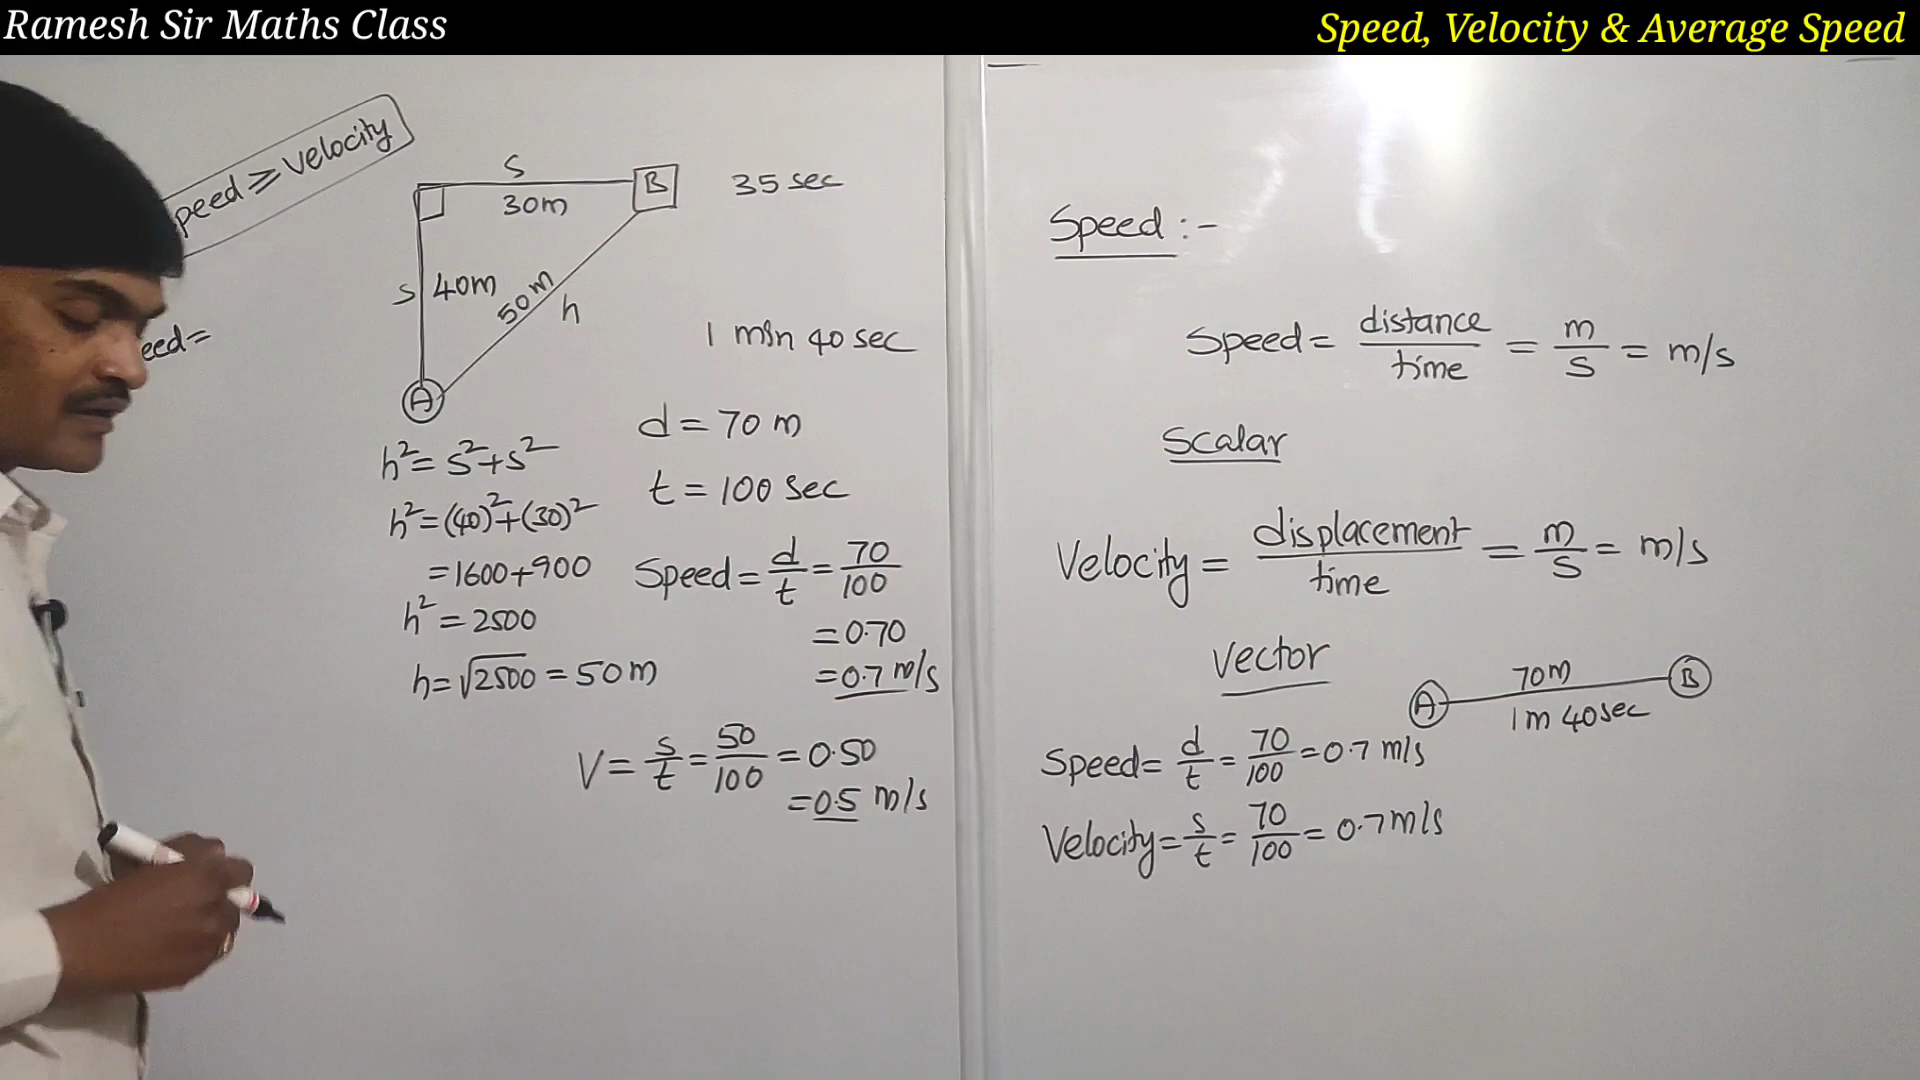 Ramesh Sir Maths Class
Speed, Velocity & Average Speed
peed ≥ velocity
eed =
S
30m
B
35 sec
S
40m
50m
h
A
1 min 40 sec
h² = s² + s²
h² = (40)² + (30)²
= 1600 + 900
h² = 2500
h = √2500 = 50 m
d = 70 m
t = 100 sec
Speed = d/t = 70/100
= 0.70
= 0.7 m/s
V = s/t = 50/100 = 0.50
= 0.5 m/s
Speed :-
Speed = distance/time = m/s = m/s
Scalar
Velocity = displacement/time = m/s = m/s
Vector
A 70m B
1m 40sec
Speed = d/t = 70/100 = 0.7 m/s
Velocity = s/t = 70/100 = 0.7 m/s